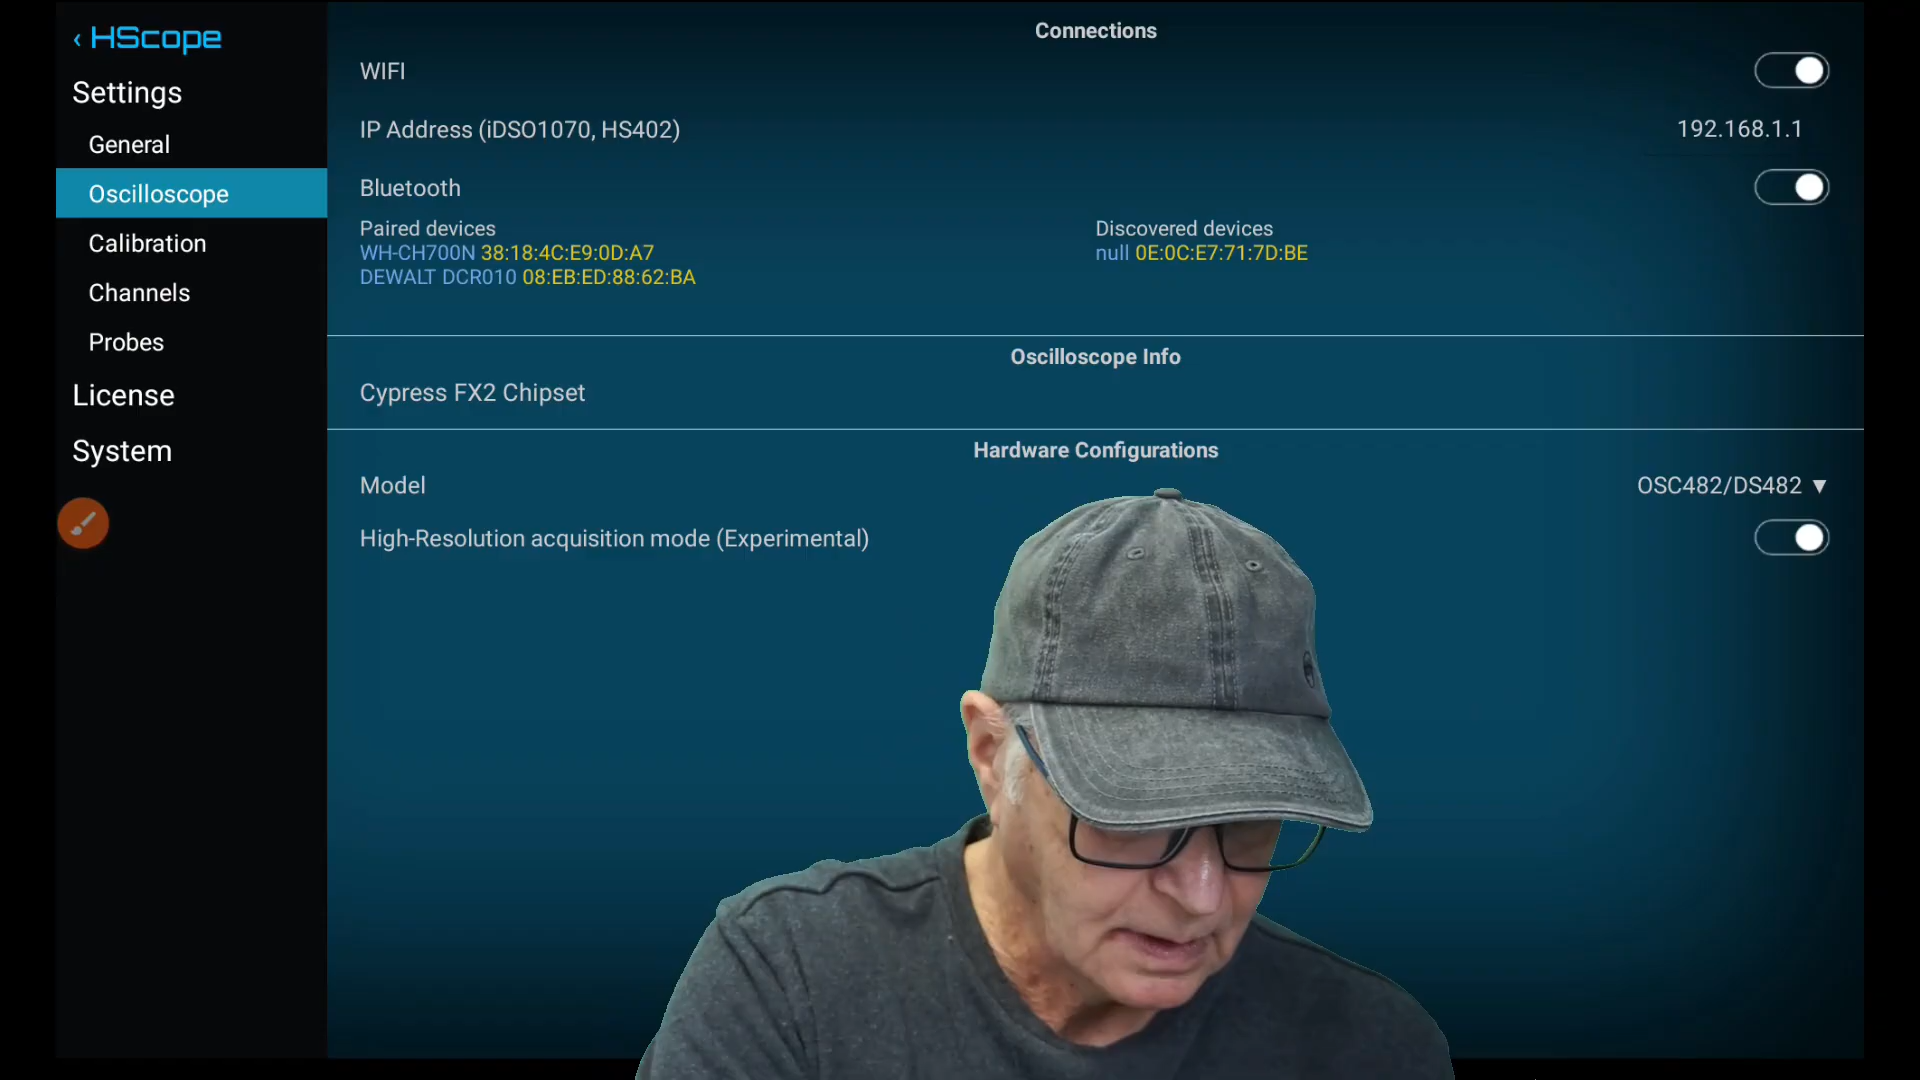 ‹ HScope
Settings
General
Oscilloscope
Calibration
Channels
Probes
License
System
Connections
WIFI
IP Address (iDSO1070, HS402) 192.168.1.1
Bluetooth
Paired devices
WH-CH700N 38:18:4C:E9:0D:A7
DEWALT DCR010 08:EB:ED:88:62:BA
Discovered devices
null 0E:0C:E7:71:7D:BE
Oscilloscope Info
Cypress FX2 Chipset
Hardware Configurations
Model OSC482/DS482 ▼
High-Resolution acquisition mode (Experimental)